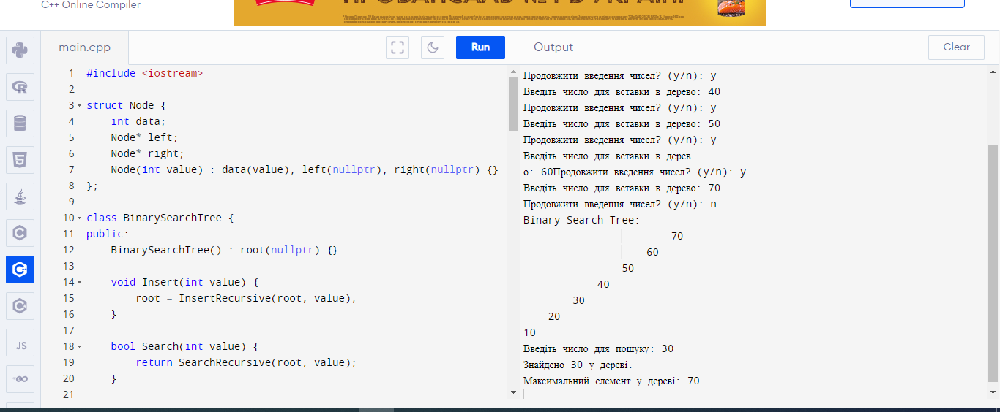 C++ Online Compiler
main.cpp
Run
Output
Clear
1 #include <iostream>
2
3 struct Node {
4 int data;
5 Node* left;
6 Node* right;
7 Node(int value) : data(value), left(nullptr), right(nullptr) {}
8 };
9
10 class BinarySearchTree {
11 public:
12 BinarySearchTree() : root(nullptr) {}
13
14 void Insert(int value) {
15 root = InsertRecursive(root, value);
16 }
17
18 bool Search(int value) {
19 return SearchRecursive(root, value);
20 }
21
JS
GO
Продовжити введення чисел? (y/n): y
Введіть число для вставки в дерево: 40
Продовжити введення чисел? (y/n): y
Введіть число для вставки в дерево: 50
Продовжити введення чисел? (y/n): y
Введіть число для вставки в дерев
о: 60Продовжити введення чисел? (y/n): y
Введіть число для вставки в дерево: 70
Продовжити введення чисел? (y/n): n
Binary Search Tree:
70
60
50
40
30
20
10
Введіть число для пошуку: 30
Знайдено 30 у дереві.
Максимальний елемент у дереві: 70